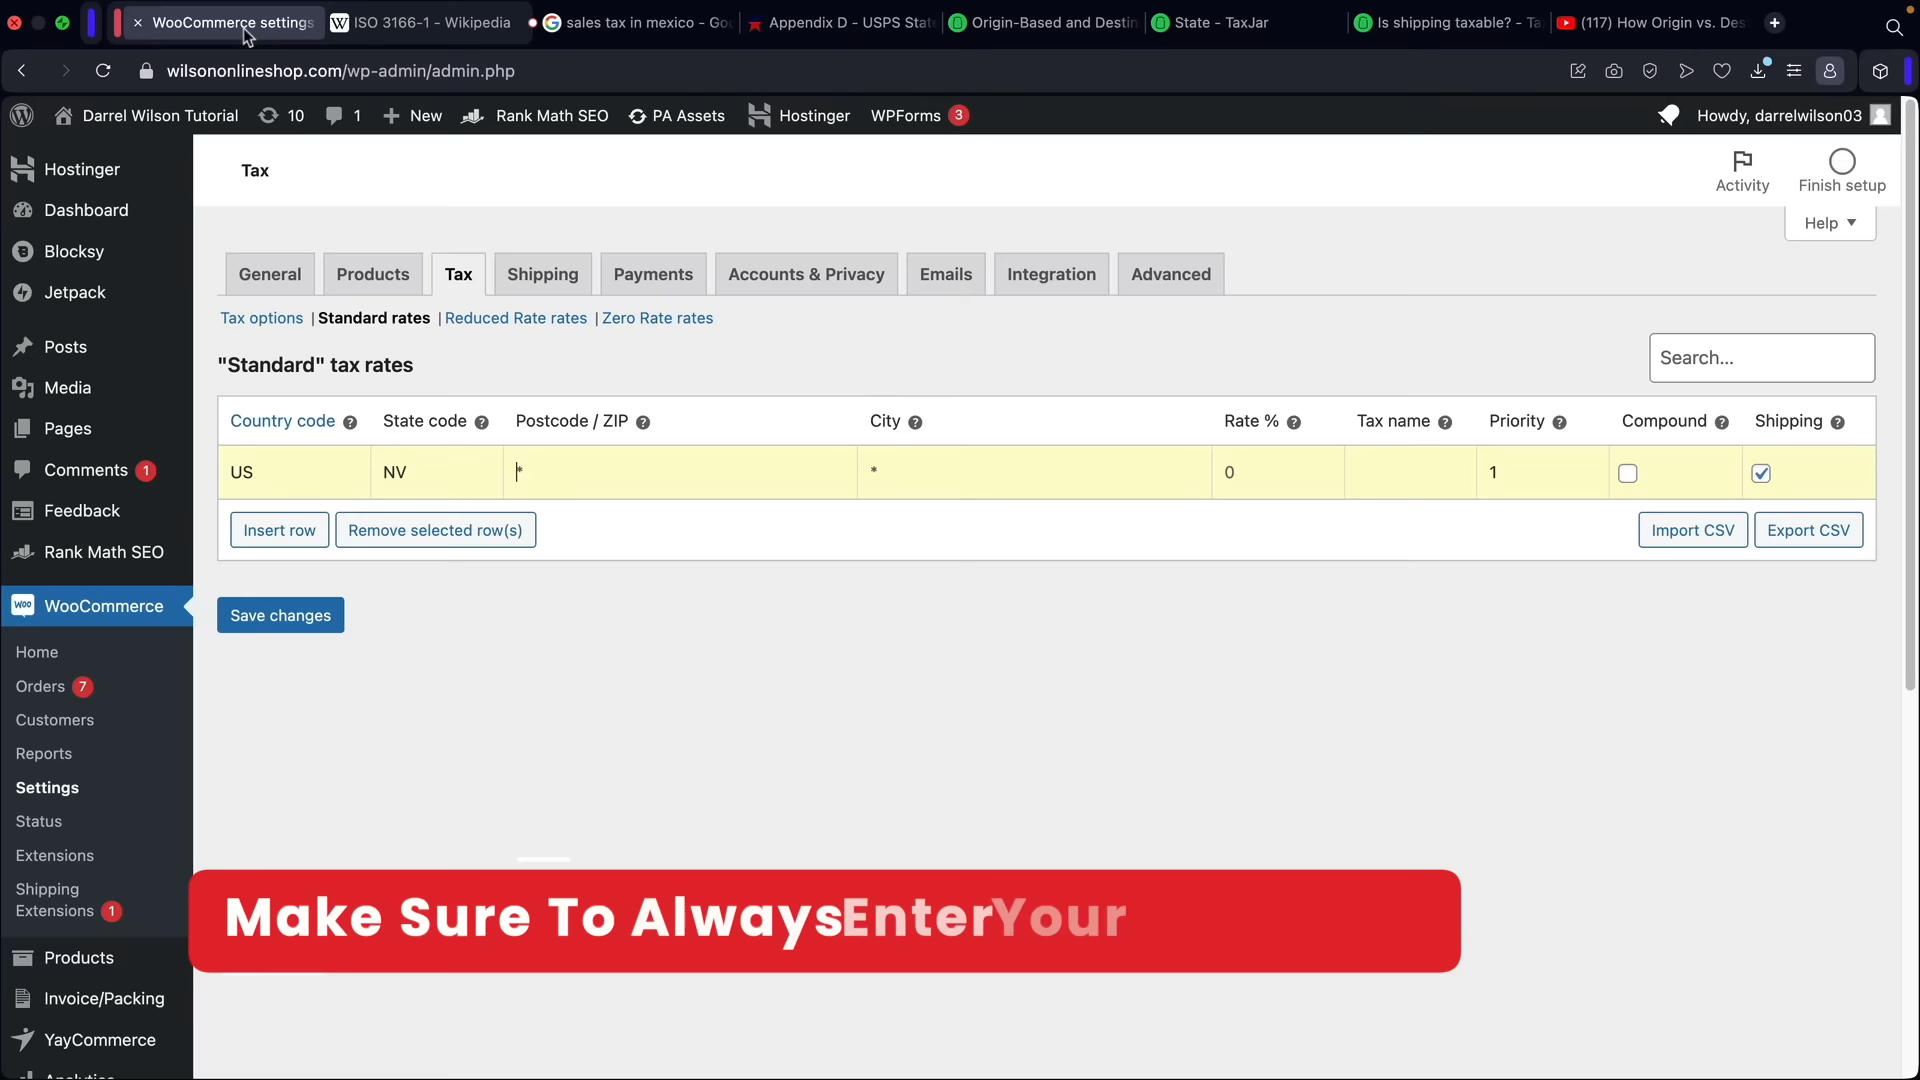 WooCommerce settings
ISO 3166-1 - Wikipedia
sales tax in mexico - Go
Appendix D - USPS Stat
Origin-Based and Destin
State - TaxJar
Is shipping taxable? - Ta
(117) How Origin vs. Des
wilsononlineshop.com/wp-admin/admin.php
Darrel Wilson Tutorial
10
1
New
Rank Math SEO
PA Assets
Hostinger
WPForms 3
Howdy, darrelwilson03
Hostinger
Dashboard
Blocksy
Jetpack
Posts
Media
Pages
Comments 1
Feedback
Rank Math SEO
WooCommerce
Home
Orders 7
Customers
Reports
Settings
Status
Extensions
Shipping
Extensions 1
Products
Invoice/Packing
YayCommerce
Tax
Activity
Finish setup
Help
General
Products
Tax
Shipping
Payments
Accounts & Privacy
Emails
Integration
Advanced
Tax options | Standard rates | Reduced Rate rates | Zero Rate rates
"Standard" tax rates
Search...
Country code ? State code ? Postcode / ZIP ? City ? Rate % ? Tax name ? Priority ? Compound ? Shipping ?
US NV * * 0 1
Insert row
Remove selected row(s)
Import CSV
Export CSV
Save changes
Make Sure To Always Enter Your